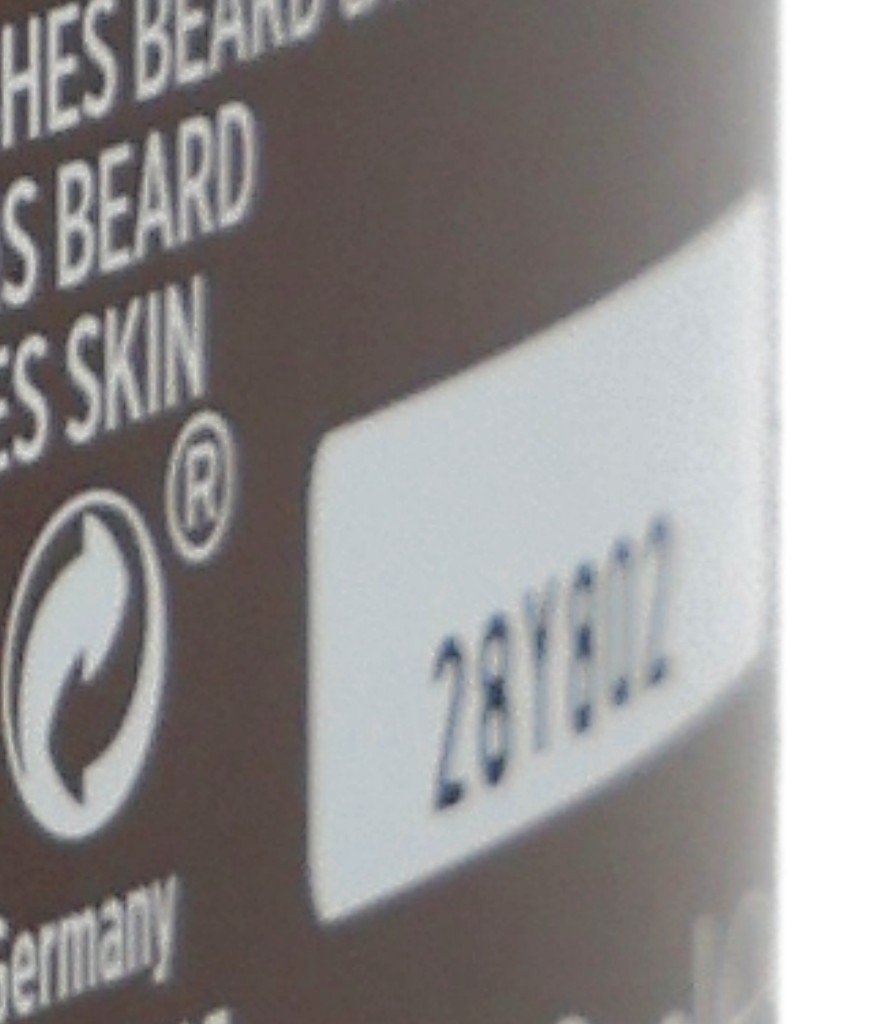 HES BEARD
S BEARD
ES SKIN
®
28Y802
Germany